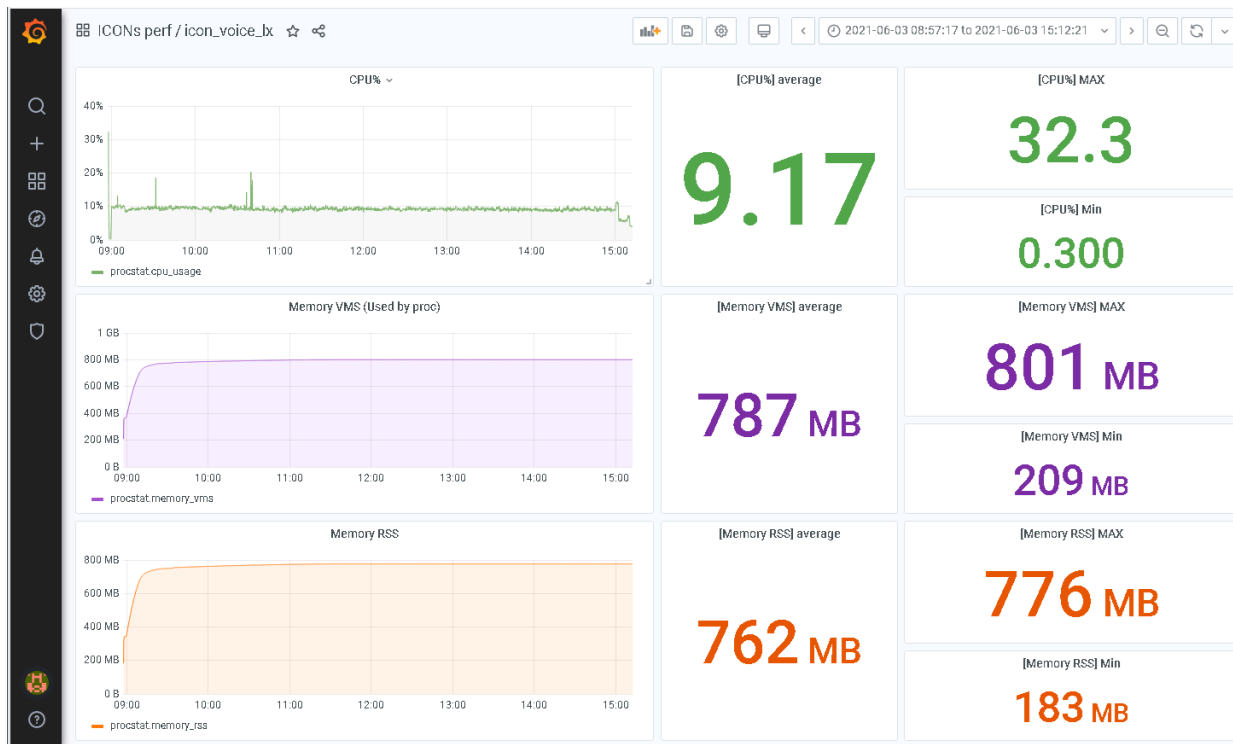 ICONs perf / icon_voice_lx
2021-06-03 08:57:17 to 2021-06-03 15:12:21
CPU%
40%
30%
20%
10%
0%
09:00 10:00 11:00 12:00 13:00 14:00 15:00
procstat.cpu_usage
[CPU%] average
9.17
[CPU%] MAX
32.3
[CPU%] Min
0.300
Memory VMS (Used by proc)
1 GB
800 MB
600 MB
400 MB
200 MB
0 B
09:00 10:00 11:00 12:00 13:00 14:00 15:00
procstat.memory_vms
[Memory VMS] average
787 MB
[Memory VMS] MAX
801 MB
[Memory VMS] Min
209 MB
Memory RSS
800 MB
600 MB
400 MB
200 MB
0 B
09:00 10:00 11:00 12:00 13:00 14:00 15:00
procstat.memory_rss
[Memory RSS] average
762 MB
[Memory RSS] MAX
776 MB
[Memory RSS] Min
183 MB